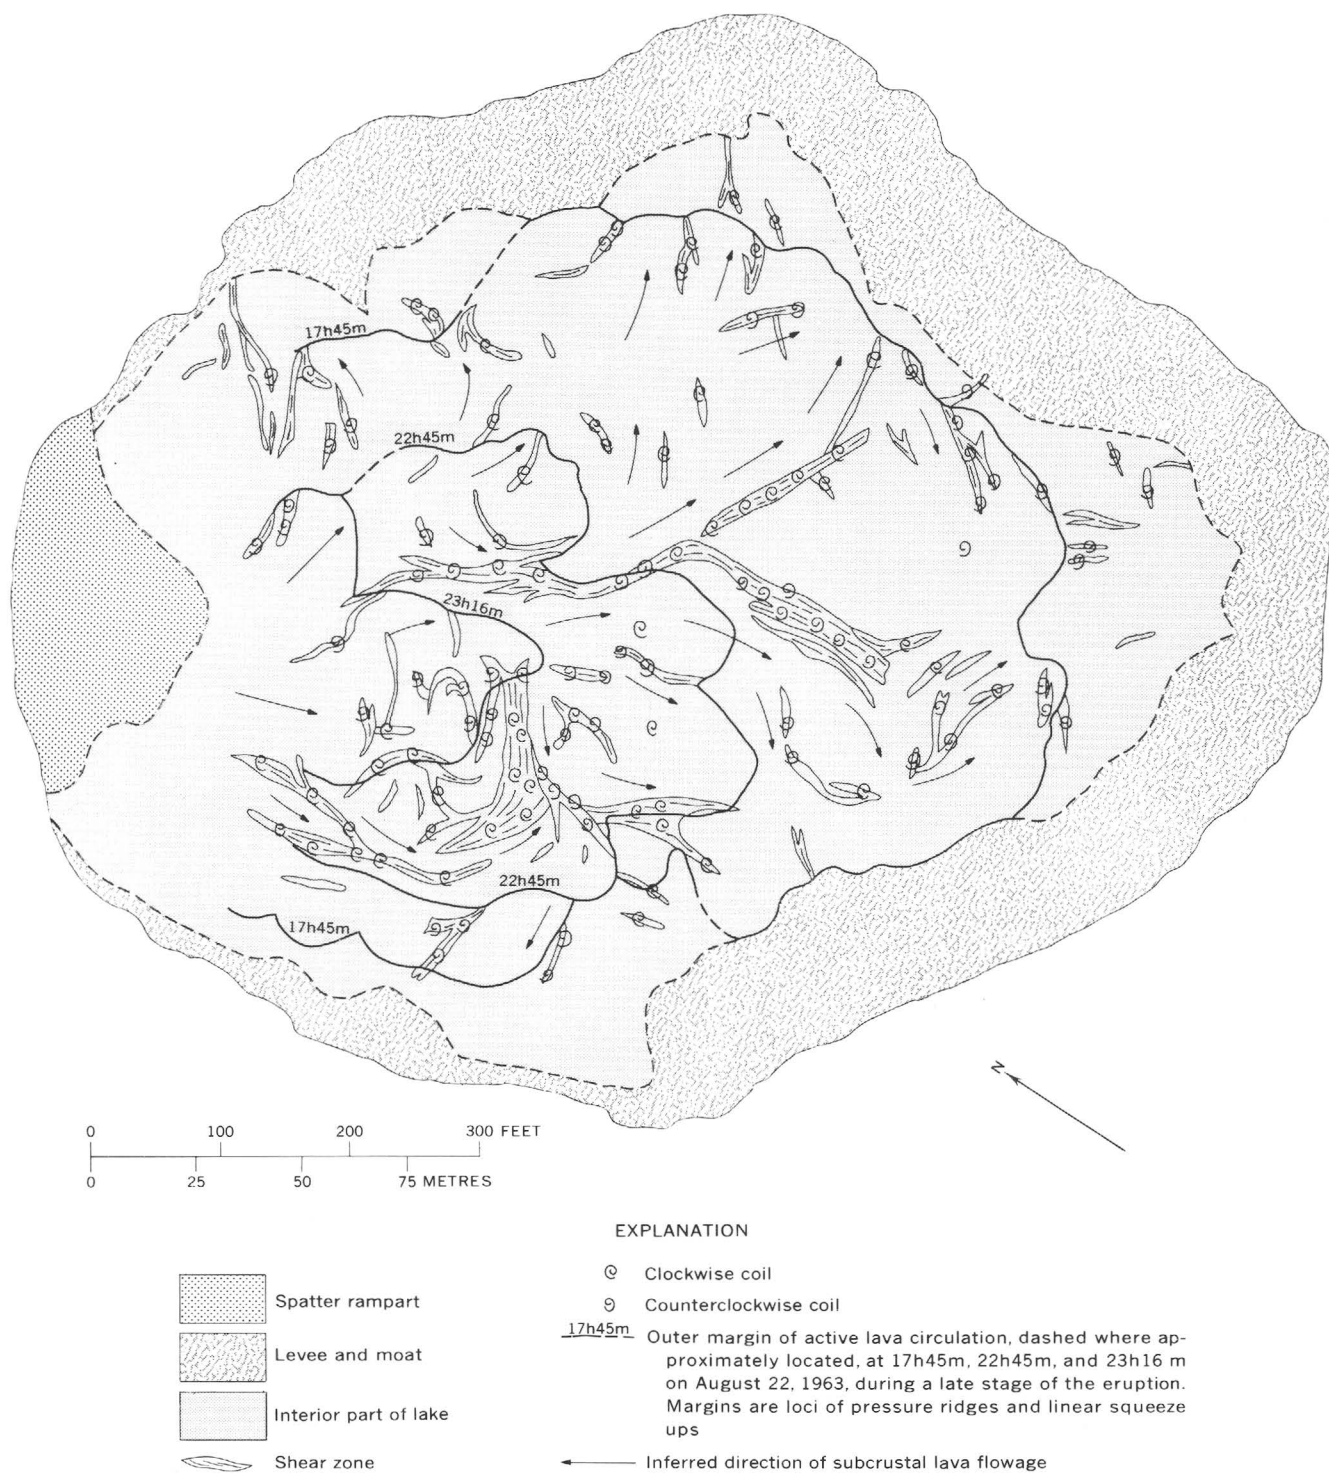 17h45m
22h45m
23h16m
22h45m
17h45m
N
0 100 200 300 FEET
0 25 50 75 METRES
EXPLANATION
Spatter rampart
Levee and moat
Interior part of lake
Shear zone
Clockwise coil
Counterclockwise coil
17h45m
Outer margin of active lava circulation, dashed where ap-
proximately located, at 17h45m, 22h45m, and 23h16 m
on August 22, 1963, during a late stage of the eruption.
Margins are loci of pressure ridges and linear squeeze
ups
Inferred direction of subcrustal lava flowage